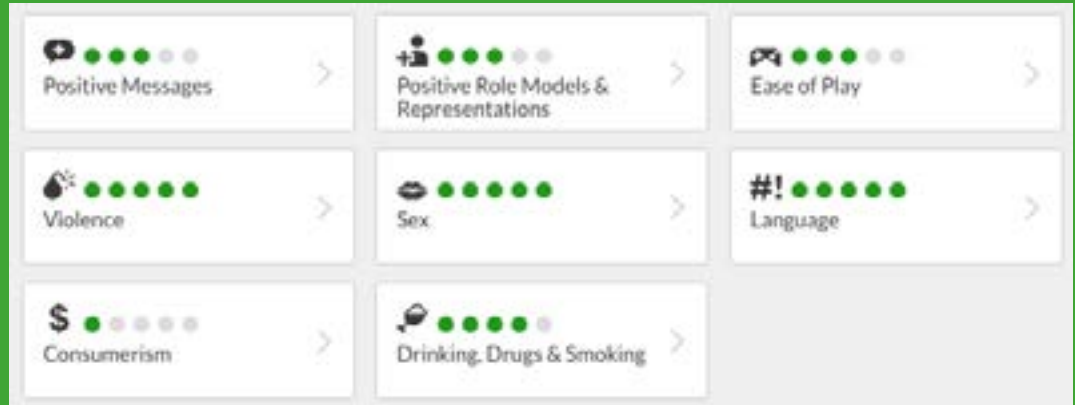 Positive Messages
Positive Role Models &
Representations
Ease of Play
Violence
Sex
#!
Language
$
Consumerism
Drinking, Drugs & Smoking